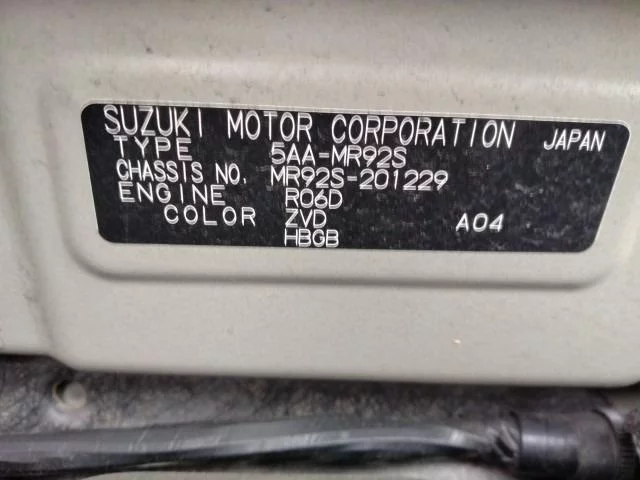 SUZUKI MOTOR CORPORATION JAPAN
TYPE 5AA-MR92S
CHASSIS NO. MR92S-201229
ENGINE R06D
COLOR ZVD A04
HBGB